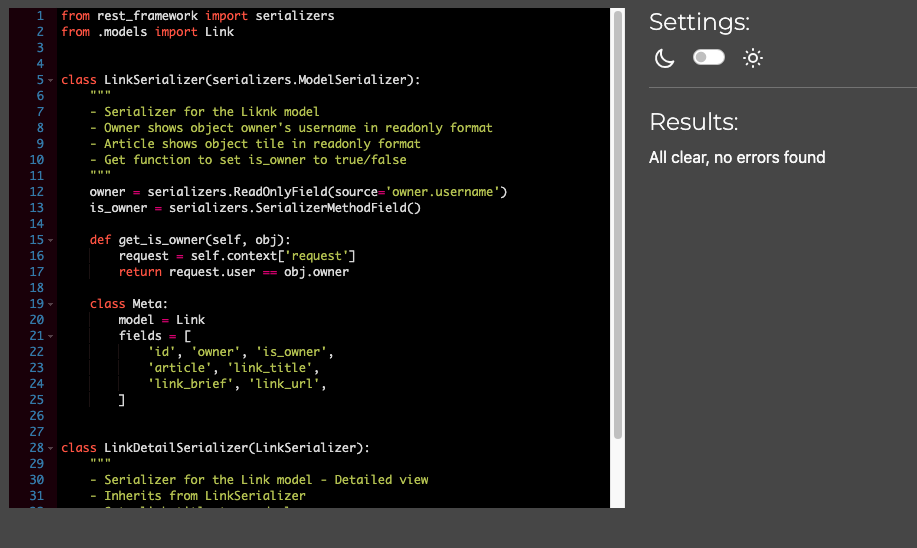 1 from rest_framework import serializers
2 from .models import Link
3
4
5 class LinkSerializer(serializers.ModelSerializer):
6     """
7     - Serializer for the Liknk model
8     - Owner shows object owner's username in readonly format
9     - Article shows object tile in readonly format
10     - Get function to set is_owner to true/false
11     """
12     owner = serializers.ReadOnlyField(source='owner.username')
13     is_owner = serializers.SerializerMethodField()
14
15     def get_is_owner(self, obj):
16         request = self.context['request']
17         return request.user == obj.owner
18
19     class Meta:
20         model = Link
21         fields = [
22             'id', 'owner', 'is_owner',
23             'article', 'link_title',
24             'link_brief', 'link_url',
25         ]
26
27
28 class LinkDetailSerializer(LinkSerializer):
29     """
30     - Serializer for the Link model - Detailed view
31     - Inherits from LinkSerializer
Settings:
Results:
All clear, no errors found